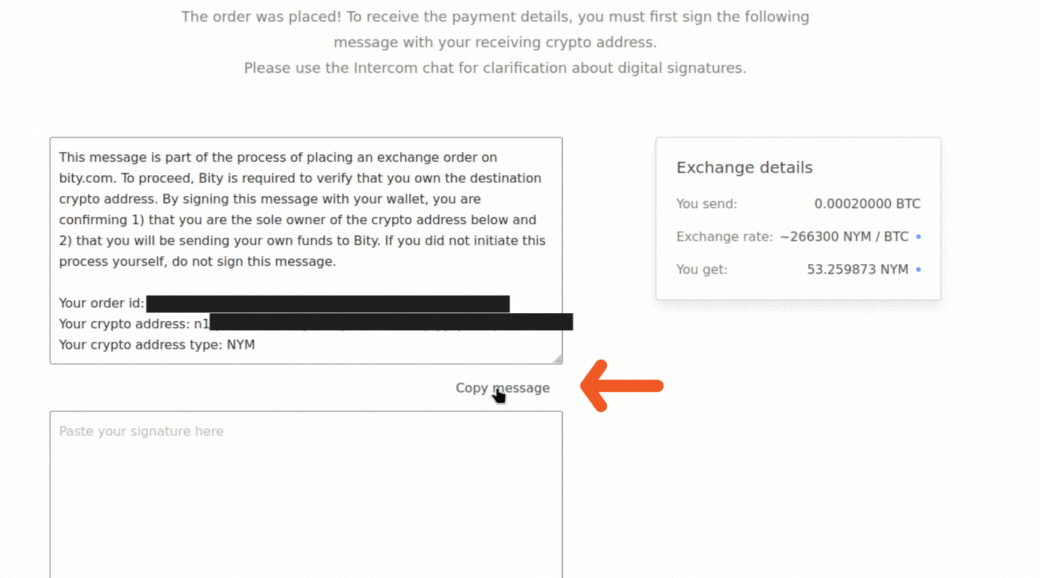 The order was placed! To receive the payment details, you must first sign the following
message with your receiving crypto address.
Please use the Intercom chat for clarification about digital signatures.
This message is part of the process of placing an exchange order on
bity.com. To proceed, Bity is required to verify that you own the destination
crypto address. By signing this message with your wallet, you are
confirming 1) that you are the sole owner of the crypto address below and
2) that you will be sending your own funds to Bity. If you did not initiate this
process yourself, do not sign this message.
Your order id:
Your crypto address: n1
Your crypto address type: NYM
Copy message
Paste your signature here
Exchange details
You send: 0.00020000 BTC
Exchange rate: ~266300 NYM / BTC
You get: 53.259873 NYM